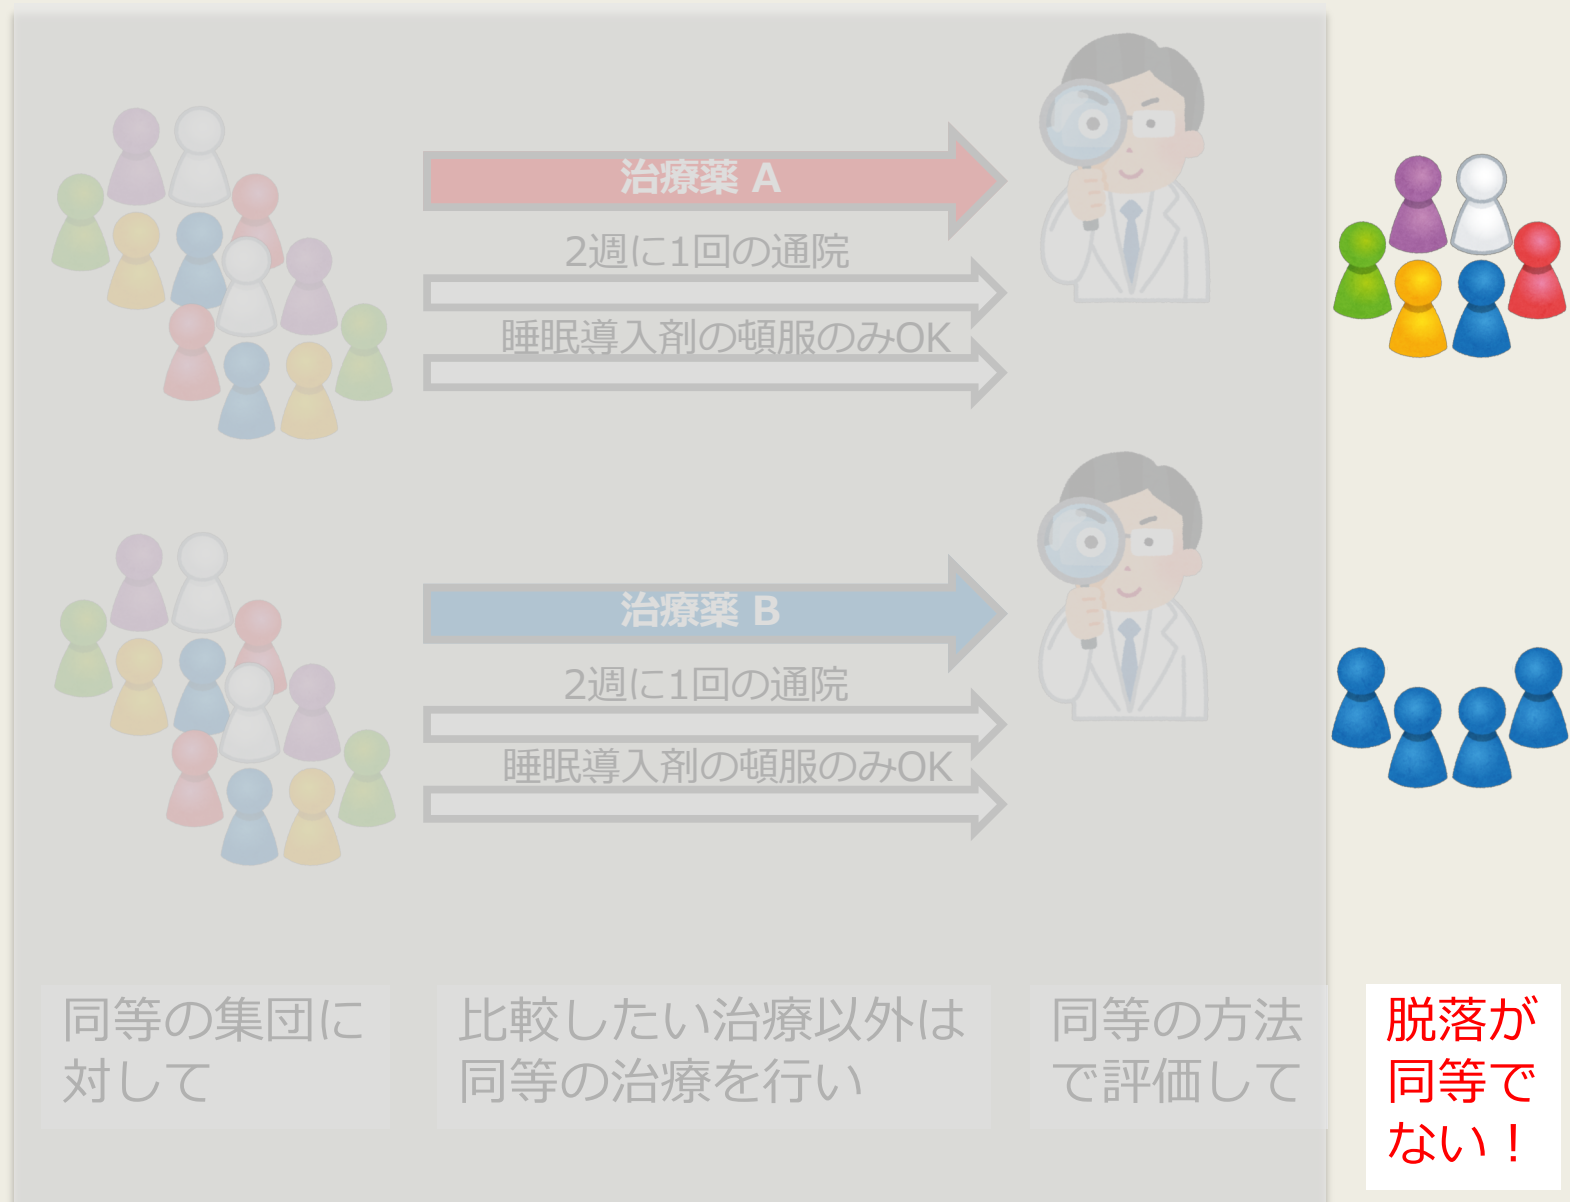 治療薬 A
2週に1回の通院
睡眠導入剤の頓服のみOK
治療薬 B
2週に1回の通院
睡眠導入剤の頓服のみOK
同等の集団に
対して
比較したい治療以外は
同等の治療を行い
同等の方法
で評価して
脱落が
同等で
ない！